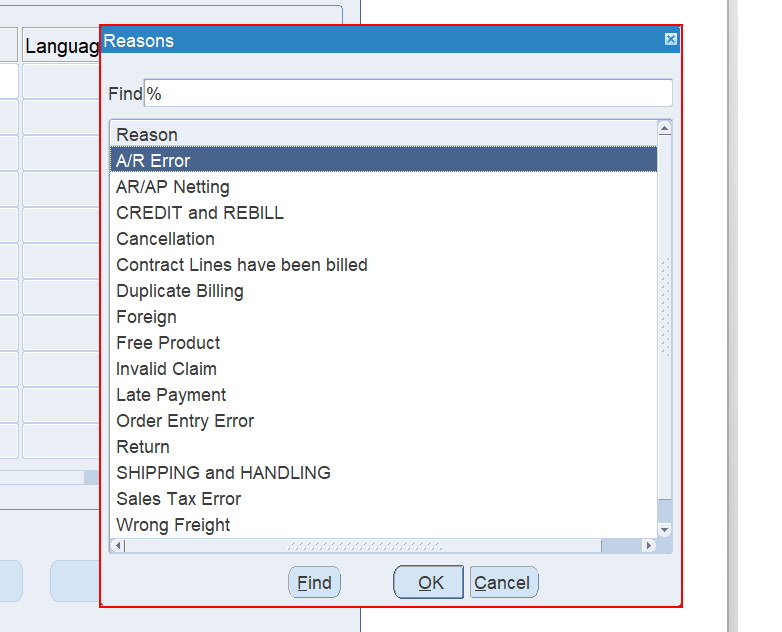 Languag
Reasons
Find %
Reason
A/R Error
AR/AP Netting
CREDIT and REBILL
Cancellation
Contract Lines have been billed
Duplicate Billing
Foreign
Free Product
Invalid Claim
Late Payment
Order Entry Error
Return
SHIPPING and HANDLING
Sales Tax Error
Wrong Freight
Find OK Cancel